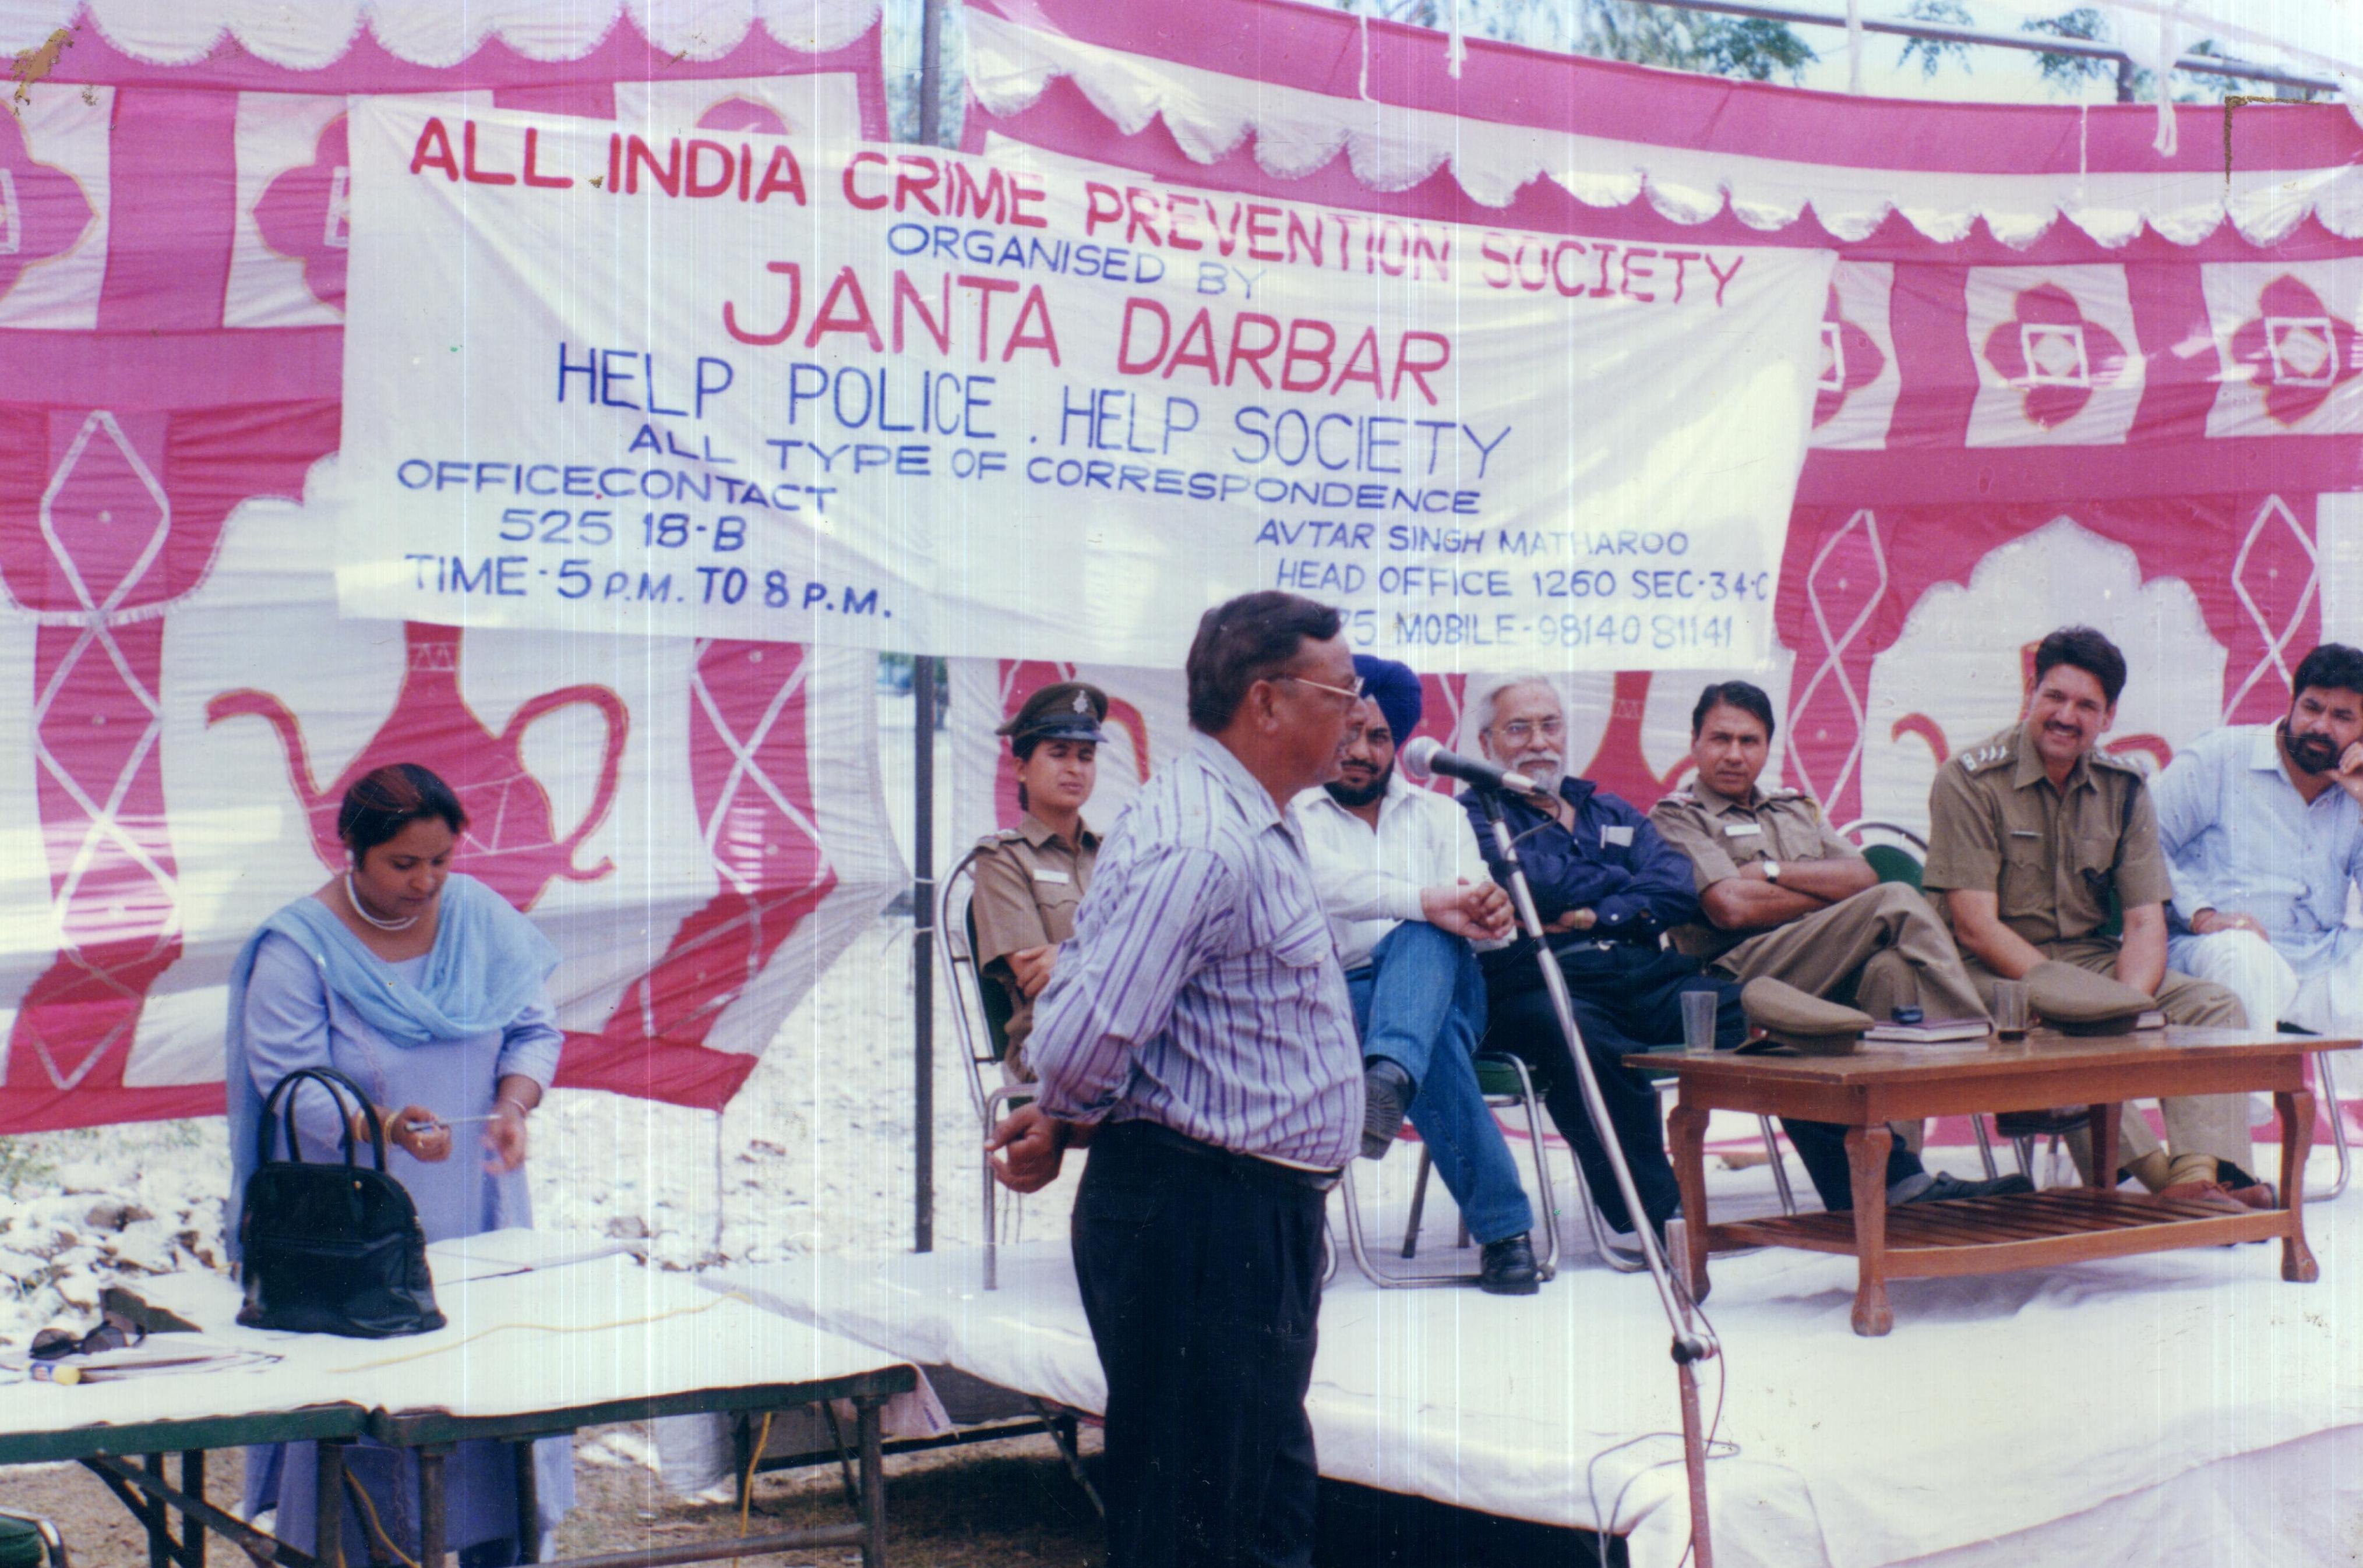 ALL INDIA CRIME PREVENTION SOCIETY
ORGANISED BY
JANTA DARBAR
HELP POLICE . HELP SOCIETY
ALL TYPE OF CORRESPONDENCE
OFFICE.CONTACT
525 18-B
TIME-5 P.M. TO 8 P.M.
AVTAR SINGH MATHAROO
HEAD OFFICE 1260 SEC-34-C
75 MOBILE-98140 81141